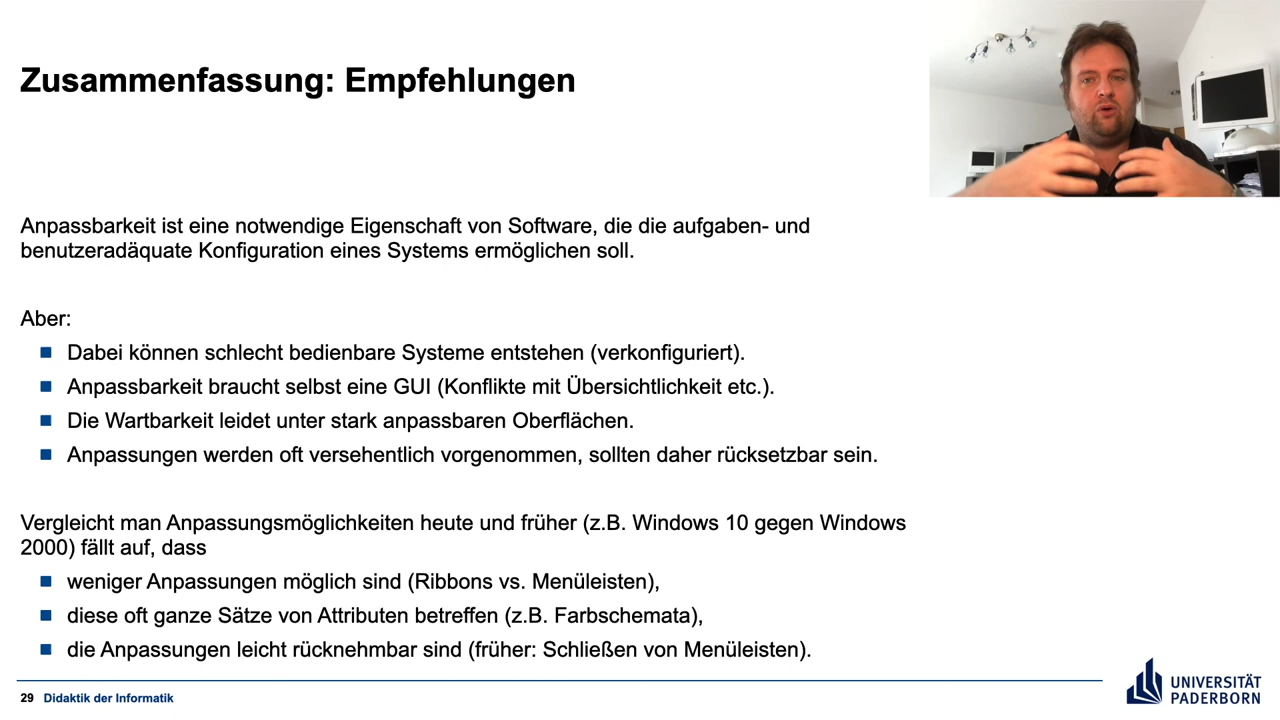 Zusammenfassung: Empfehlungen
Anpassbarkeit ist eine notwendige Eigenschaft von Software, die die aufgaben- und
benutzeradäquate Konfiguration eines Systems ermöglichen soll.
Aber:
Dabei können schlecht bedienbare Systeme entstehen (verkonfiguriert).
Anpassbarkeit braucht selbst eine GUI (Konflikte mit Übersichtlichkeit etc.).
Die Wartbarkeit leidet unter stark anpassbaren Oberflächen.
Anpassungen werden oft versehentlich vorgenommen, sollten daher rücksetzbar sein.
Vergleicht man Anpassungsmöglichkeiten heute und früher (z.B. Windows 10 gegen Windows
2000) fällt auf, dass
weniger Anpassungen möglich sind (Ribbons vs. Menüleisten),
diese oft ganze Sätze von Attributen betreffen (z.B. Farbschemata),
die Anpassungen leicht rücknehmbar sind (früher: Schließen von Menüleisten).
29 Didaktik der Informatik
UNIVERSITÄT
PADERBORN